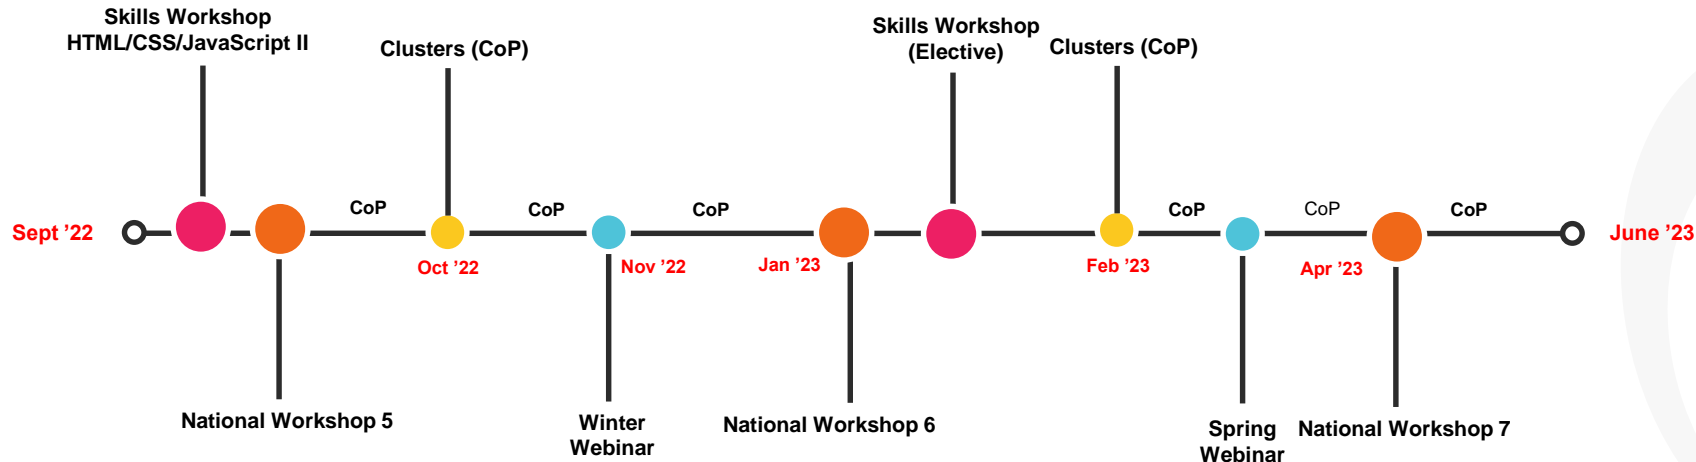 Skills Workshop
HTML/CSS/JavaScript II
Clusters (CoP)
Skills Workshop
(Elective)
Clusters (CoP)
CoP
CoP
CoP
CoP
CoP
CoP
Sept ’22
Oct ’22
Nov ’22
Jan ’23
Feb ’23
Apr ’23
June ’23
National Workshop 5
Winter
Webinar
National Workshop 6
Spring
Webinar
National Workshop 7